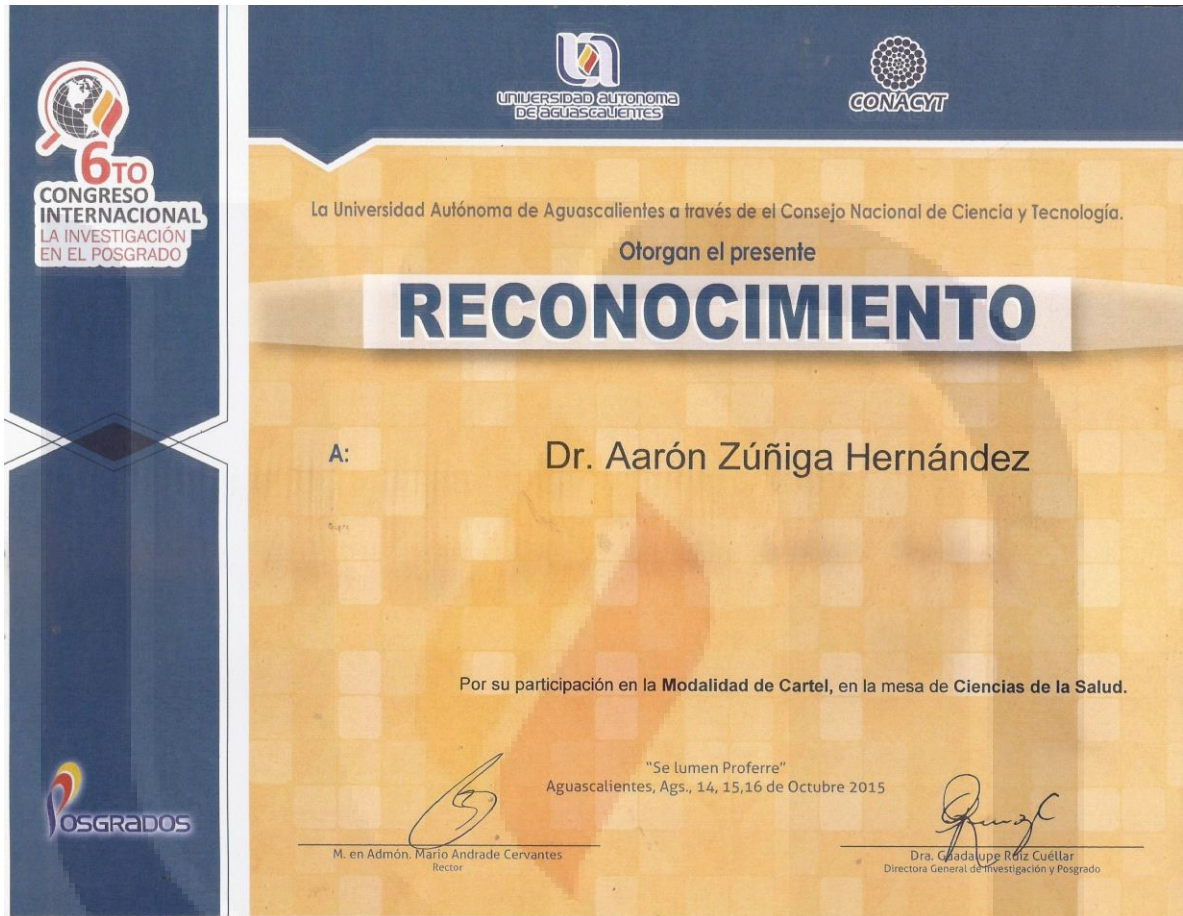 UNIVERSIDAD AUTONOMA
DE AGUASCALIENTES
CONACYT
6TO
CONGRESO
INTERNACIONAL
LA INVESTIGACIÓN
EN EL POSGRADO
La Universidad Autónoma de Aguascalientes a través de el Consejo Nacional de Ciencia y Tecnología.
Otorgan el presente
RECONOCIMIENTO
A:
Dr. Aarón Zúñiga Hernández
Por su participación en la Modalidad de Cartel, en la mesa de Ciencias de la Salud.
"Se lumen Proferre"
Aguascalientes, Ags., 14, 15,16 de Octubre 2015
M. en Admón. Mario Andrade Cervantes
Rector
Dra. Guadalupe Ruiz Cuéllar
Directora General de Investigación y Posgrado
POSGRADOS